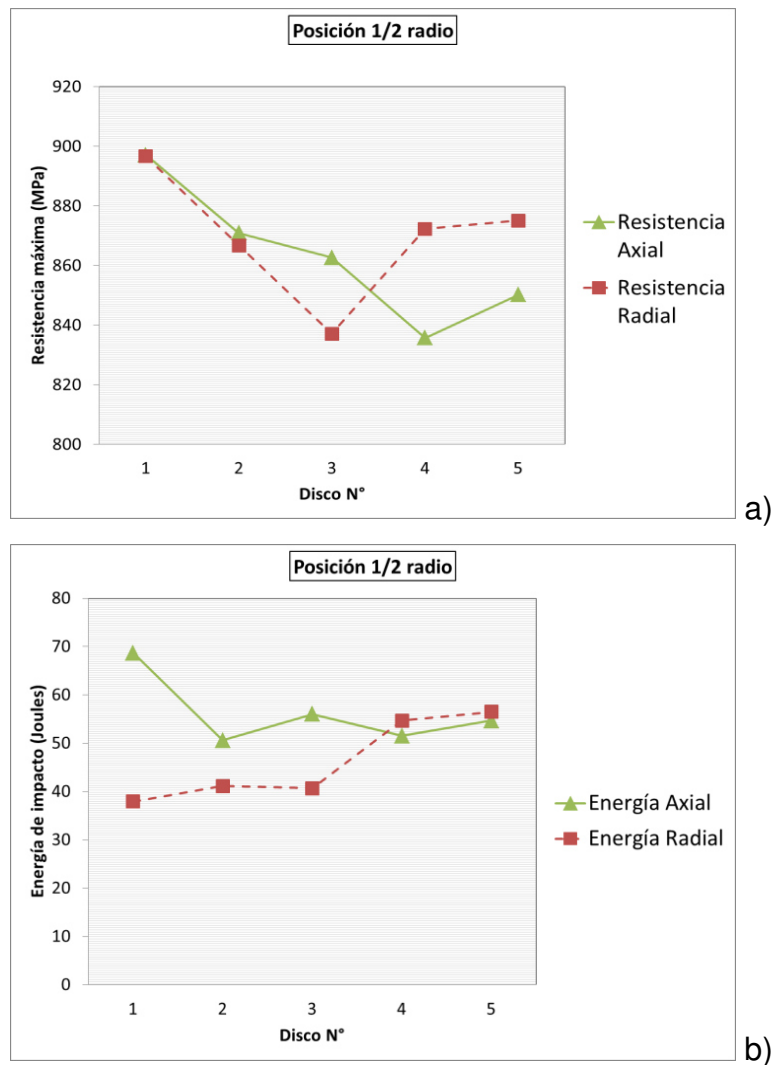 Posición 1/2 radio
920
900
880
860
840
820
800
Resistencia máxima (MPa)
1 2 3 4 5
Disco N°
Resistencia
Axial
Resistencia
Radial
a)
Posición 1/2 radio
80
70
60
50
40
30
20
10
0
Energía de impacto (Joules)
1 2 3 4 5
Disco N°
Energía Axial
Energía Radial
b)